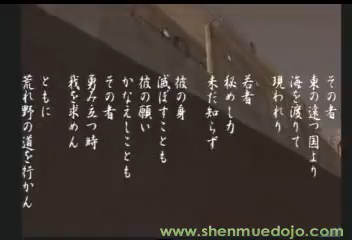 その者
東の遠つ国より
海を渡りて
現われり
若者
秘めし力
未だ知らず
彼の身
滅ぼすことも
彼の願い
かなえしことも
その者
勇み立つ時
我を求めん
ともに
荒れ野の道を行かん
www.shenmuedojo.com